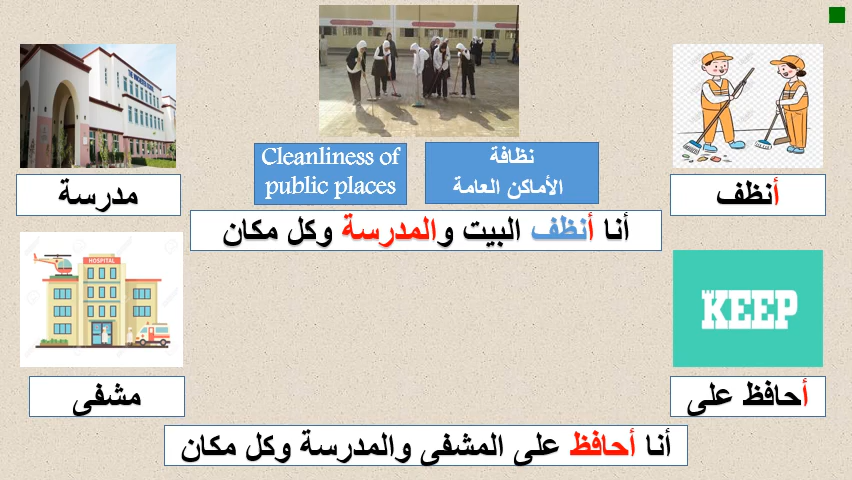 Cleanliness of
public places
نظافة
الأماكن العامة
مدرسة
أنظف
أنا أنظف البيت والمدرسة وكل مكان
HOSPITAL
KEEP
مشفى
أحافظ على
أنا أحافظ على المشفى والمدرسة وكل مكان